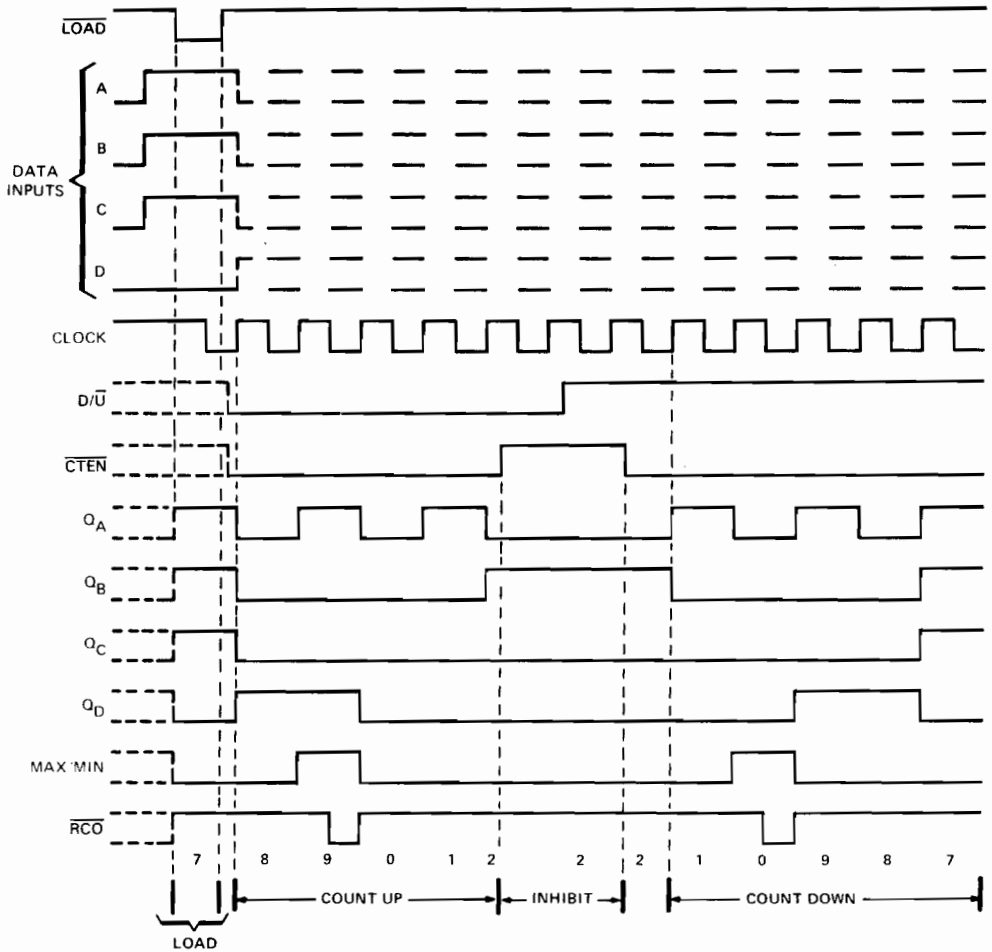 LOAD
A
B
DATA
INPUTS
C
D
CLOCK
D/U
CTEN
QA
QB
QC
QD
MAX MIN
RCO
7 8 9 0 1 2 2 2 1 0 9 8 7
COUNT UP INHIBIT COUNT DOWN
LOAD